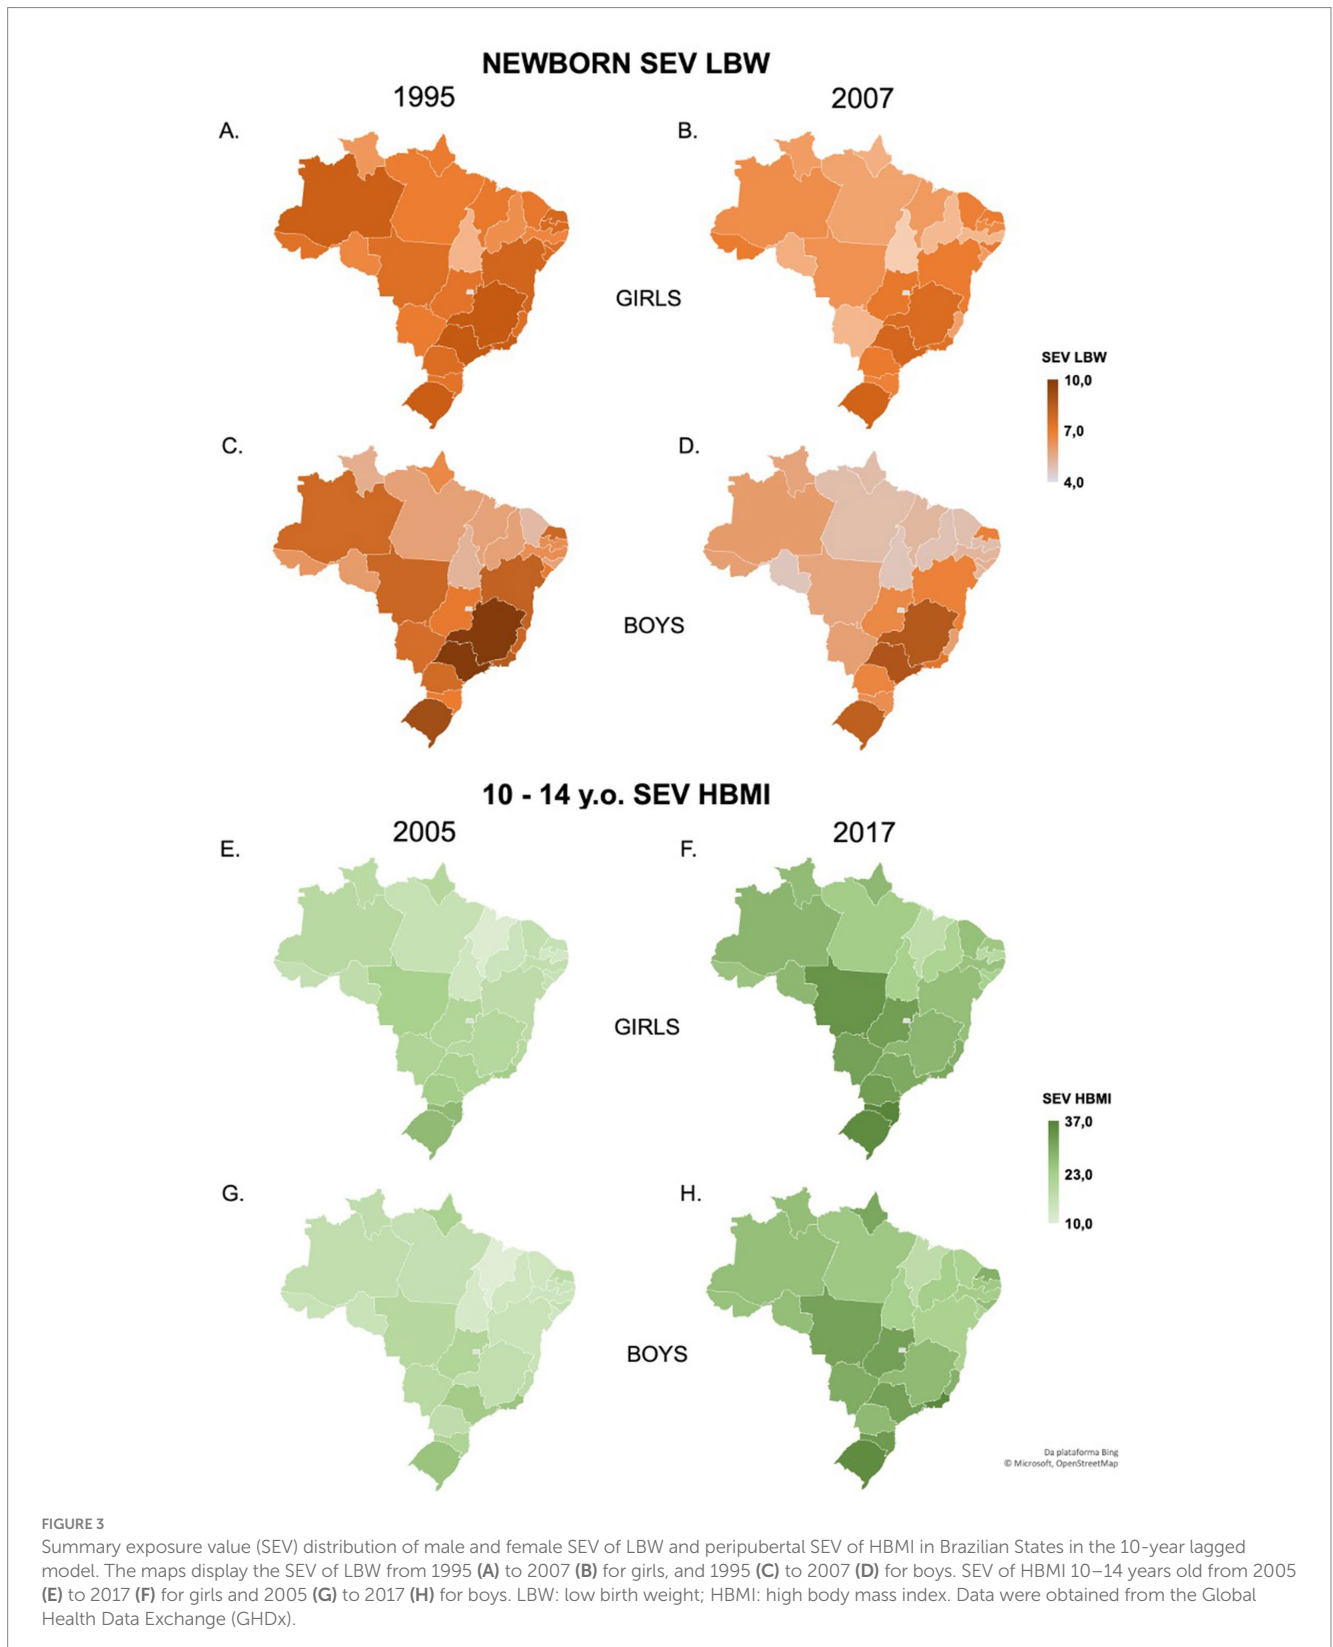 NEWBORN SEV LBW
1995
2007
A.
B.
GIRLS
SEV LBW
10,0
7,0
4,0
C.
D.
BOYS
10 - 14 y.o. SEV HBMI
2005
2017
E.
F.
GIRLS
SEV HBMI
37,0
23,0
10,0
G.
H.
BOYS
Da plataforma Bing
© Microsoft, OpenStreetMap
FIGURE 3
Summary exposure value (SEV) distribution of male and female SEV of LBW and peripubertal SEV of HBMI in Brazilian States in the 10-year lagged
model. The maps display the SEV of LBW from 1995 (A) to 2007 (B) for girls, and 1995 (C) to 2007 (D) for boys. SEV of HBMI 10–14 years old from 2005
(E) to 2017 (F) for girls and 2005 (G) to 2017 (H) for boys. LBW: low birth weight; HBMI: high body mass index. Data were obtained from the Global
Health Data Exchange (GHDx).